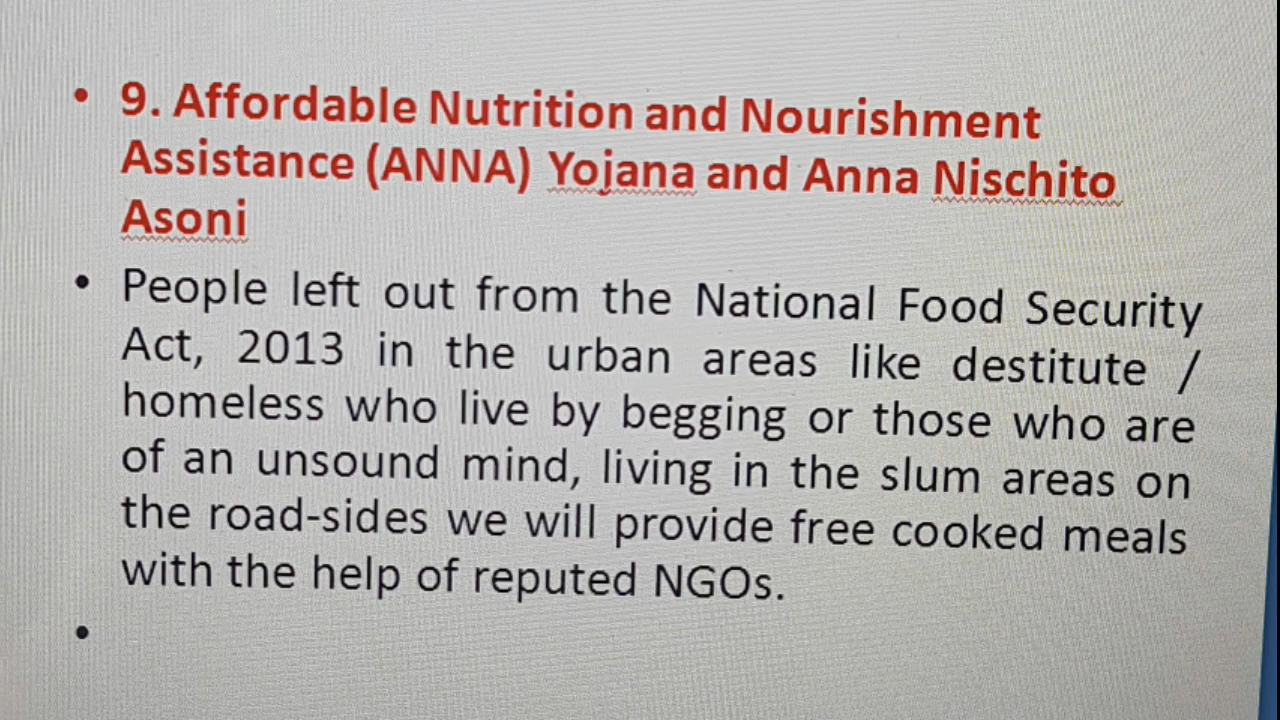 • 9. Affordable Nutrition and Nourishment
Assistance (ANNA) Yojana and Anna Nischito
Asoni
• People left out from the National Food Security
Act, 2013 in the urban areas like destitute /
homeless who live by begging or those who are
of an unsound mind, living in the slum areas on
the road-sides we will provide free cooked meals
with the help of reputed NGOs.
•